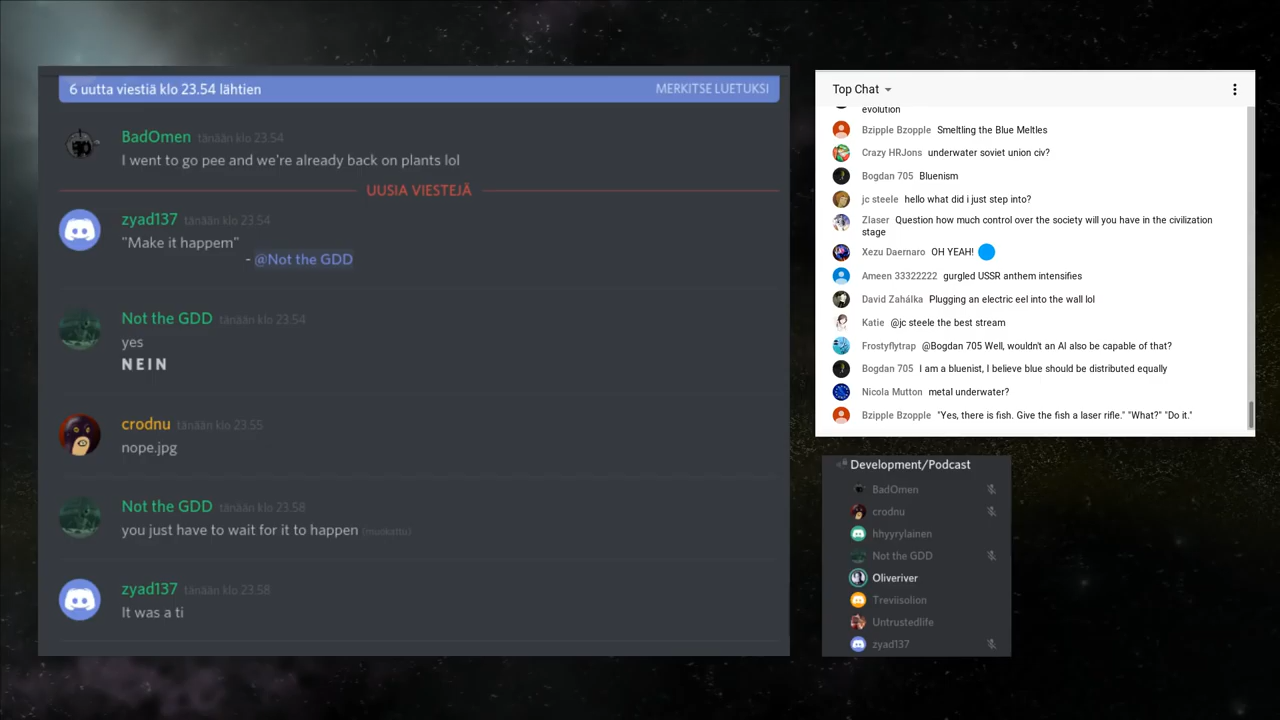 6 uutta viestiä klo 23.54 lähtien
MERKITSE LUETUKSI
BadOmen tänään klo 23.54
I went to go pee and we're already back on plants lol
UUSIA VIESTEJÄ
zyad137 tänään klo 23.54
"Make it happem"
- @Not the GDD
Not the GDD tänään klo 23.54
yes
NEIN
crodnu tänään klo 23.55
nope.jpg
Not the GDD tänään klo 23.58
you just have to wait for it to happen (muokattu)
zyad137 tänään klo 23.58
It was a ti
Top Chat
evolution
Bzipple Bzopple Smeltling the Blue Meltles
Crazy HRJons underwater soviet union civ?
Bogdan 705 Bluenism
jc steele hello what did i just step into?
Zlaser Question how much control over the society will you have in the civilization
stage
Xezu Daernaro OH YEAH!
Ameen 33322222 gurgled USSR anthem intensifies
David Zahálka Plugging an electric eel into the wall lol
Katie @jc steele the best stream
Frostyflytrap @Bogdan 705 Well, wouldn't an AI also be capable of that?
Bogdan 705 I am a bluenist, I believe blue should be distributed equally
Nicola Mutton metal underwater?
Bzipple Bzopple "Yes, there is fish. Give the fish a laser rifle." "What?" "Do it."
Development/Podcast
BadOmen
crodnu
hhyyrylainen
Not the GDD
Oliveriver
Treviisolion
Untrustedlife
zyad137